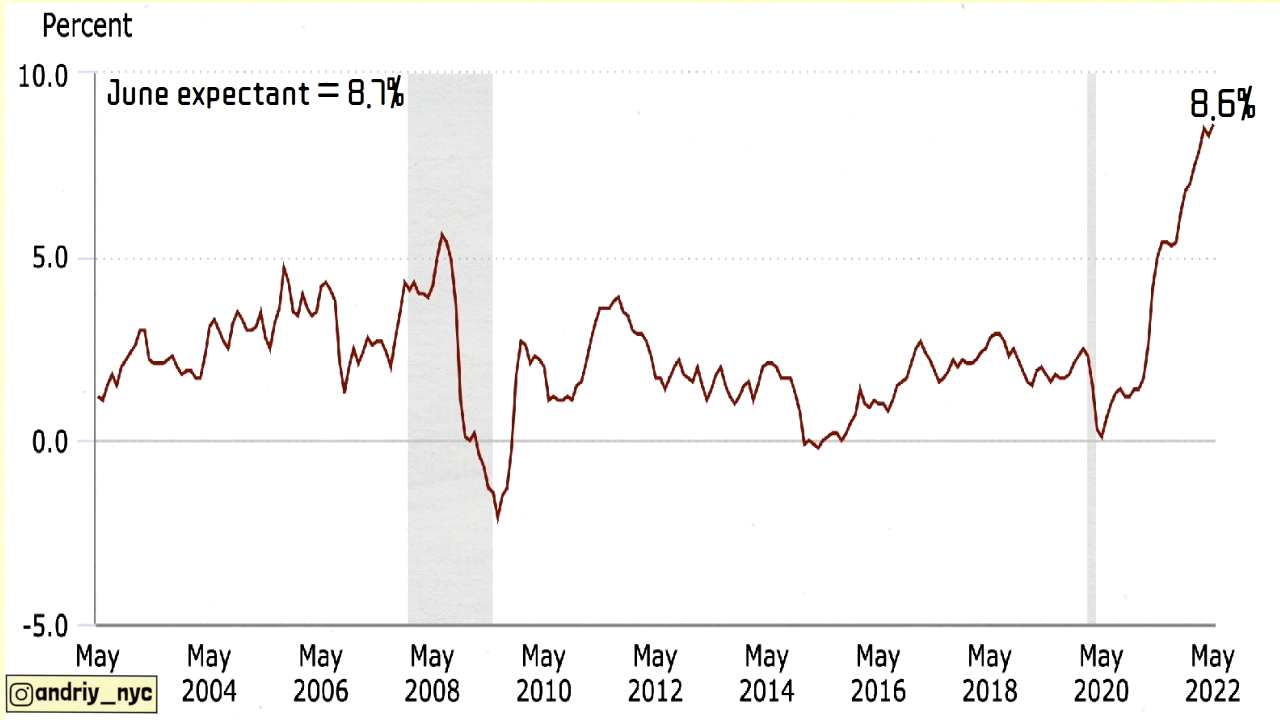 Percent
10.0
June expectant = 8.7%
8.6%
5.0
0.0
-5.0
May May May May May May May May May May May
2004 2006 2008 2010 2012 2014 2016 2018 2020 2022
andriy_nyc